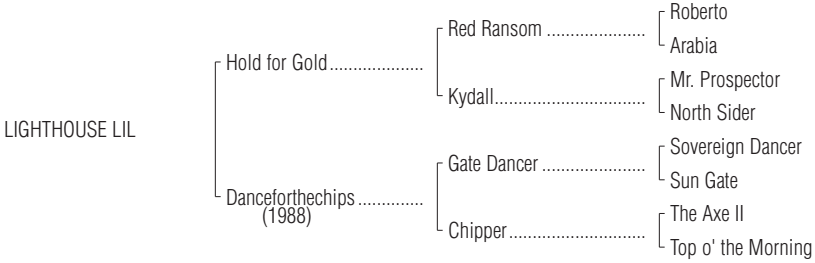 Roberto
Red Ransom ......................
Arabia
Hold for Gold....................
Mr. Prospector
Kydall................................
North Sider
LIGHTHOUSE LIL
Sovereign Dancer
Gate Dancer ......................
Sun Gate
Danceforthechips ..............
(1988)
The Axe II
Chipper.............................
Top o' the Morning